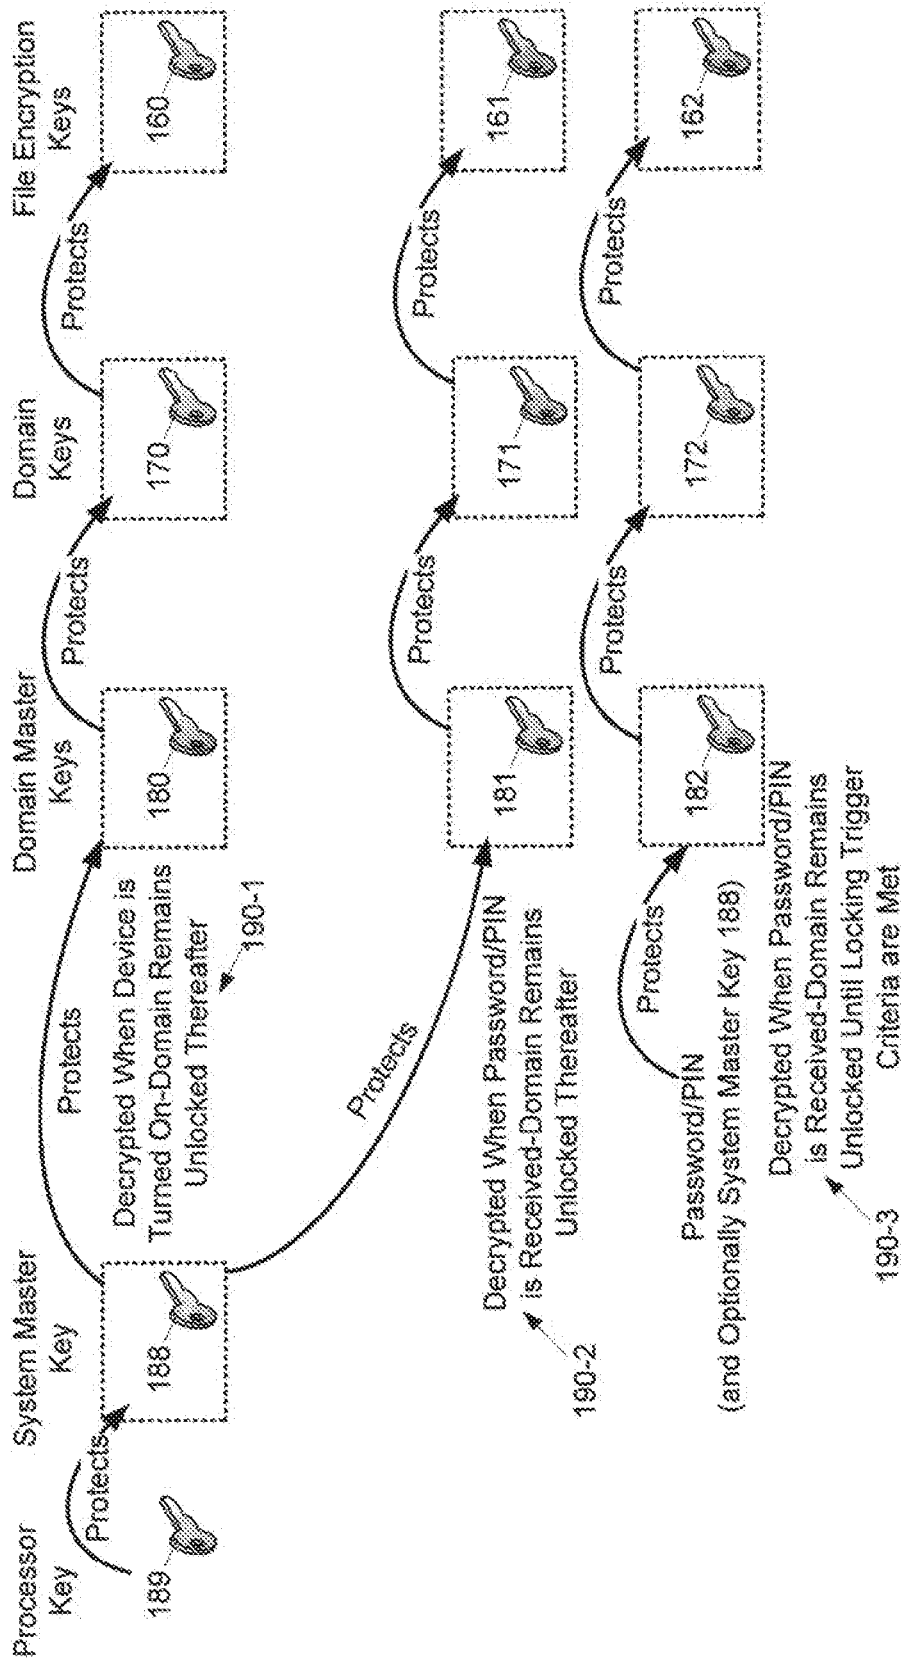 Processor
Key
System Master
Key
Domain Master
Keys
Domain
Keys
File Encryption
Keys
189
Protects
188
Protects
180
Protects
170
Protects
160
Decrypted When Device is
Turned On-Domain Remains
Unlocked Thereafter
190-1
Protects
181
Protects
171
Protects
161
Decrypted When Password/PIN
is Received-Domain Remains
Unlocked Thereafter
190-2
Password/PIN
(and Optionally System Master Key 188)
Protects
182
Protects
172
Protects
162
Decrypted When Password/PIN
is Received-Domain Remains
Unlocked Until Locking Trigger
Criteria are Met
190-3